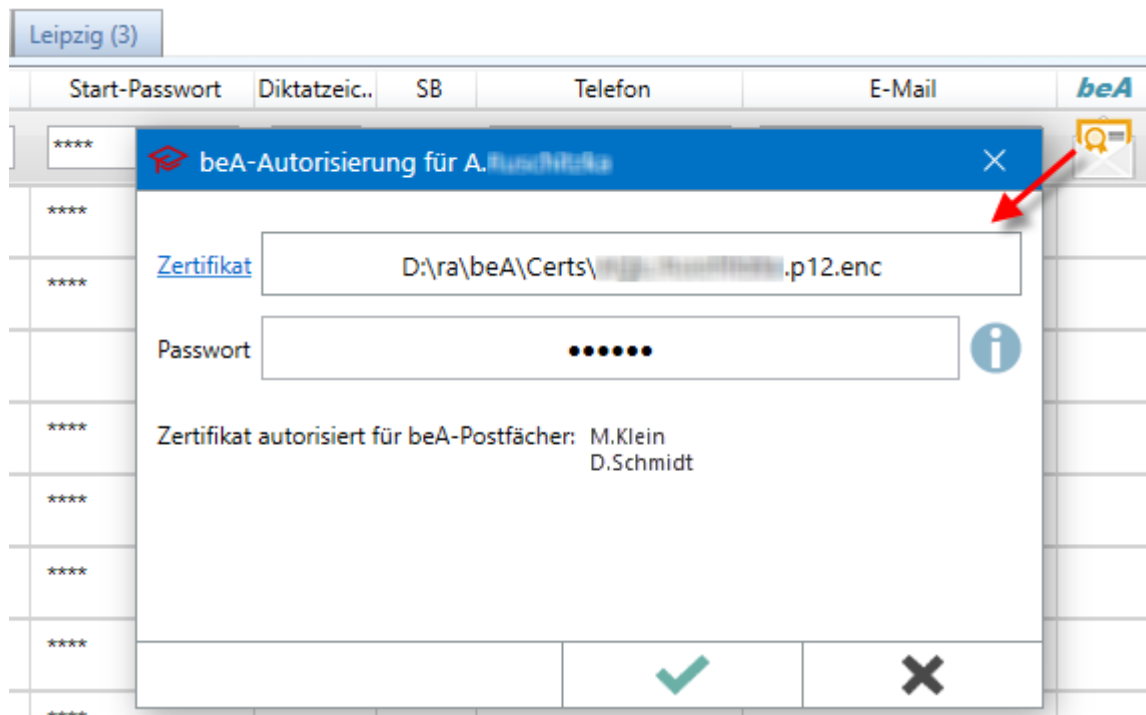 Leipzig (3)
Start-Passwort Diktatzeic.. SB Telefon E-Mail beA
****
beA-Autorisierung für A.
****
Zertifikat D:\ra\beA\Certs\ .p12.enc
****
Passwort ••••••
i
****
Zertifikat autorisiert für beA-Postfächer: M.Klein
D.Schmidt
****
****
****